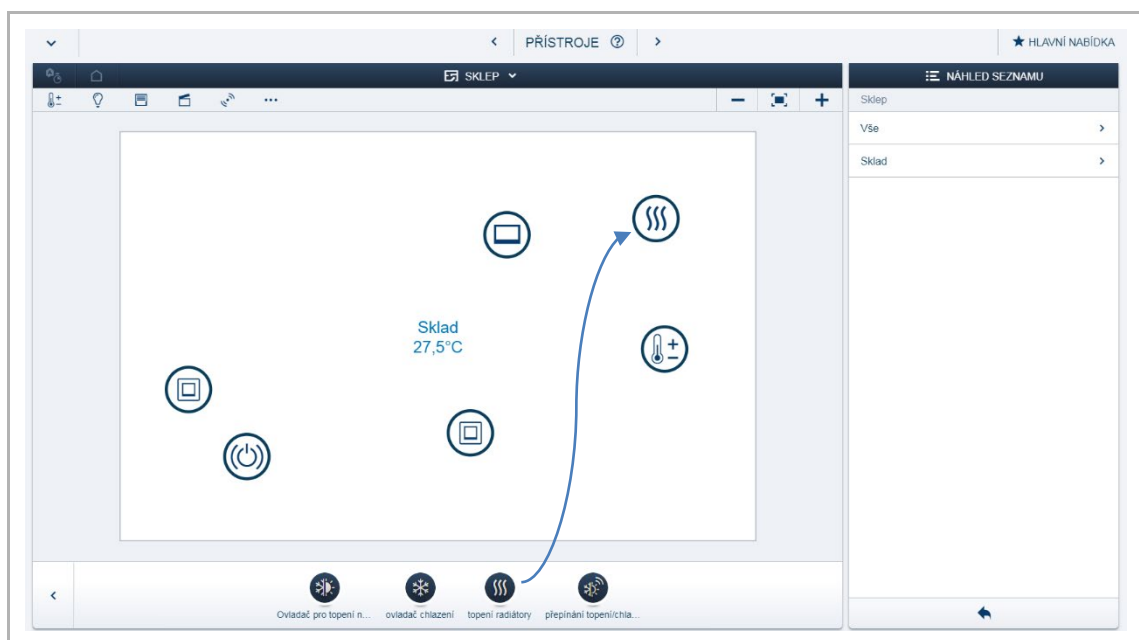 PŘÍSTROJE
HLAVNÍ NABÍDKA
SKLEP
NÁHLED SEZNAMU
Sklep
Vše
Sklad
Sklad
27,5°C
Ovladač pro topení n...
ovladač chlazení
topení radiátory
přepínání topení/chla...